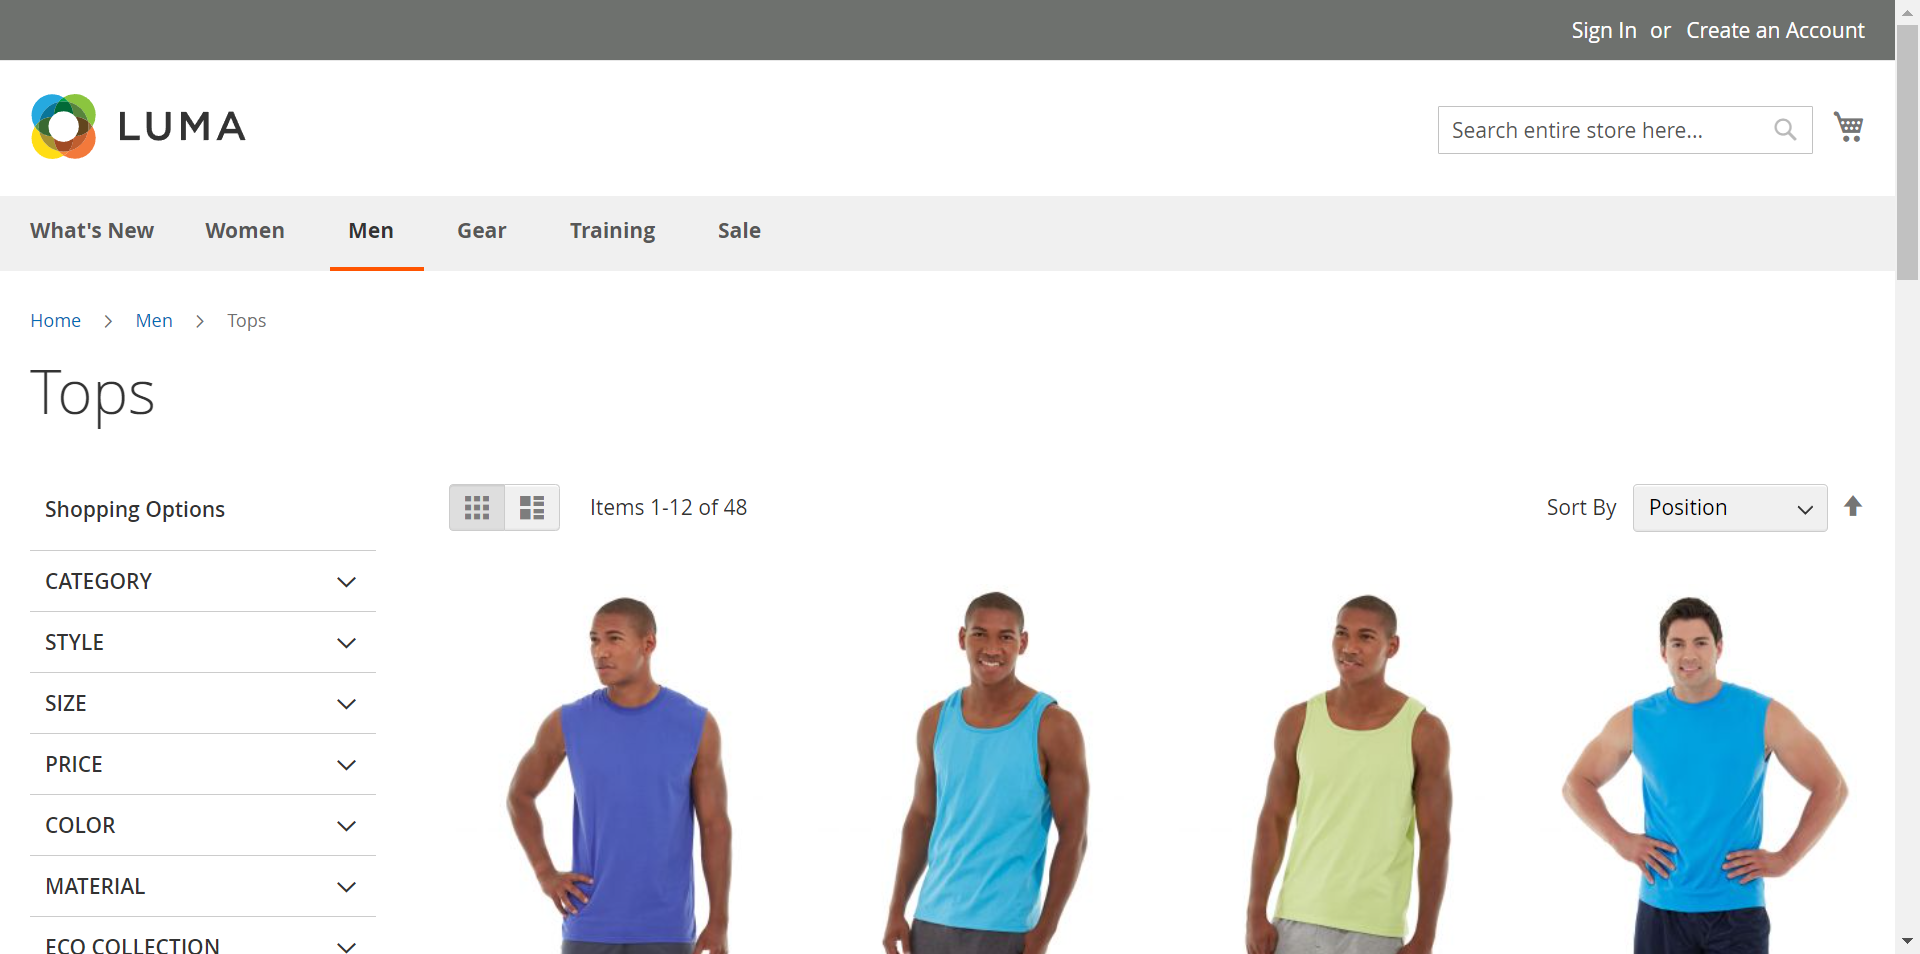 Sign In or Create an Account
LUMA
Search entire store here...
What's New Women Men Gear Training Sale
Home Men Tops
Tops
Shopping Options
Items 1-12 of 48
Sort By Position
CATEGORY
STYLE
SIZE
PRICE
COLOR
MATERIAL
ECO COLLECTION